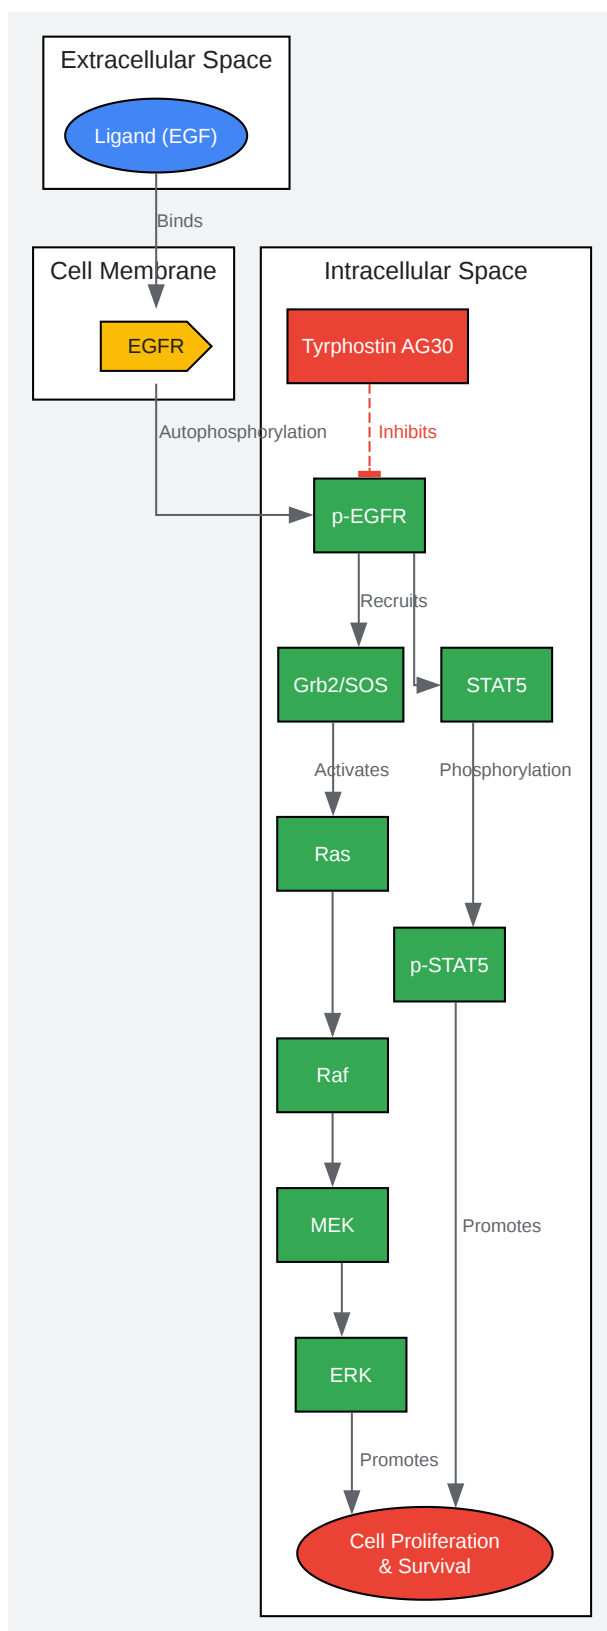 Extracellular Space
Ligand (EGF)
Binds
Cell Membrane
EGFR
Autophosphorylation
Intracellular Space
Tyrphostin AG30
Inhibits
p-EGFR
Recruits
Grb2/SOS
STAT5
Activates
Phosphorylation
Ras
p-STAT5
Raf
MEK
Promotes
ERK
Promotes
Cell Proliferation
& Survival